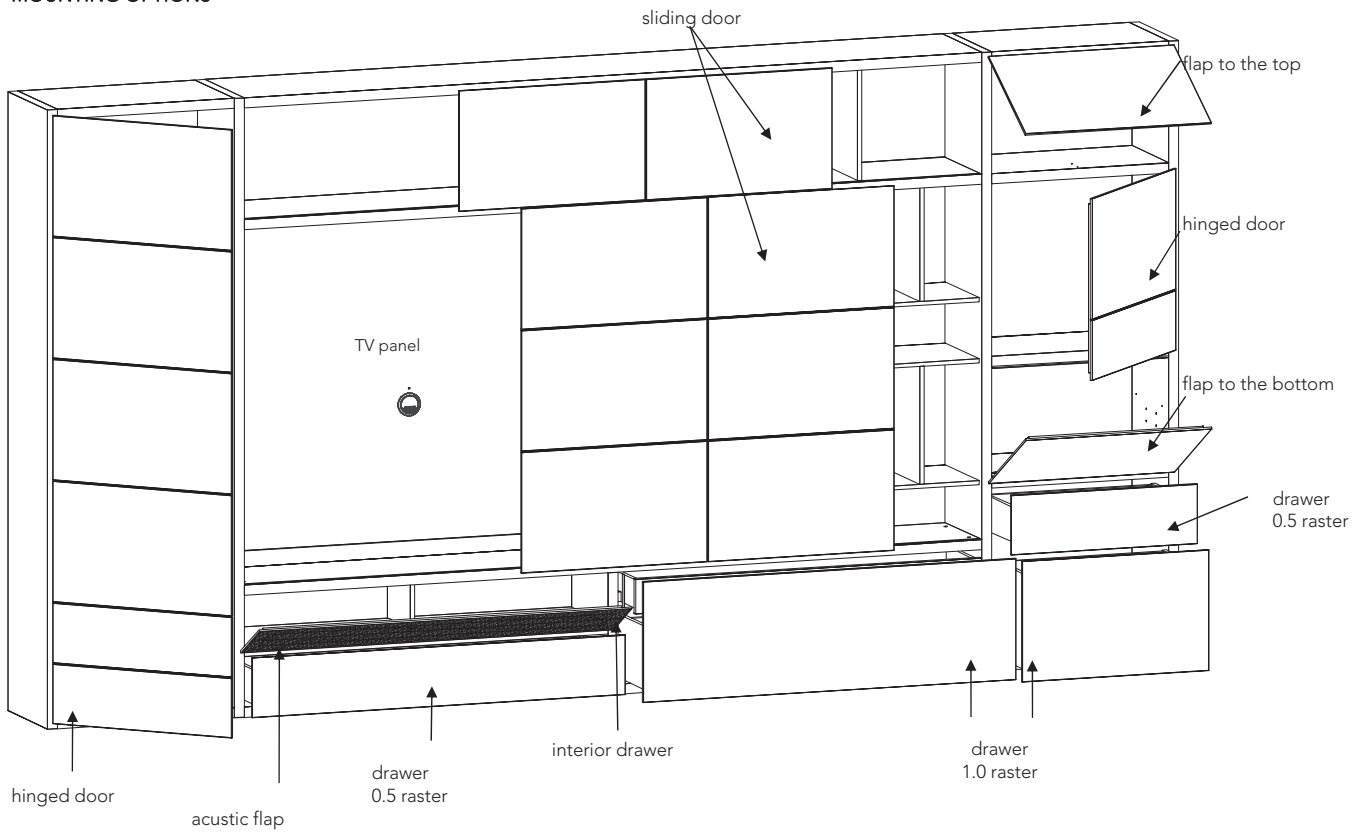 MOUNTING OPTIONS
sliding door
flap to the top
hinged door
TV panel
flap to the bottom
drawer
0.5 raster
interior drawer
drawer
1.0 raster
drawer
0.5 raster
hinged door
acustic flap